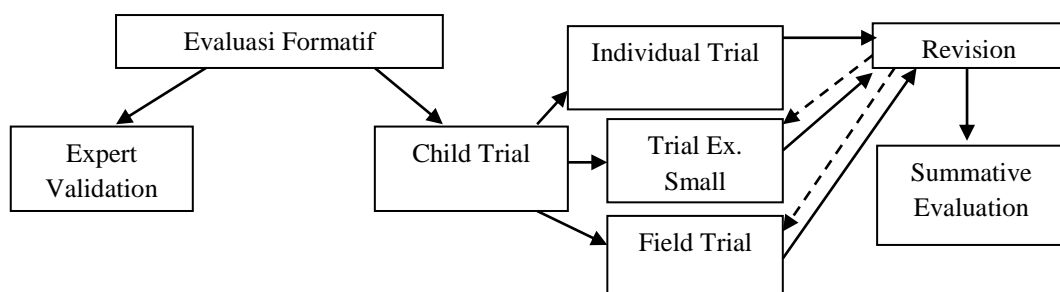 Evaluasi Formatif
Expert
Validation
Child Trial
Individual Trial
Trial Ex.
Small
Field Trial
Revision
Summative
Evaluation